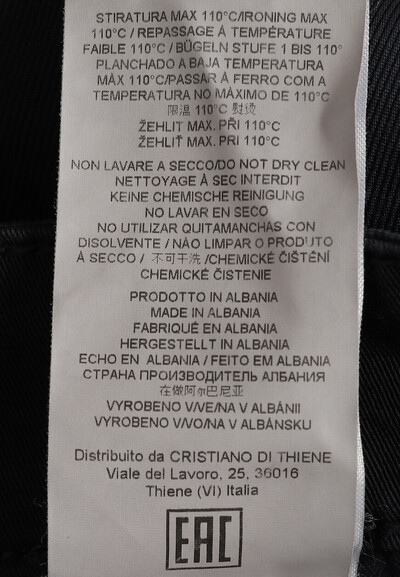 STIRATURA MAX 110°C/IRONING MAX
110°C / REPASSAGE À TEMPÉRATURE
FAIBLE 110°C / BÜGELN STUFE 1 BIS 110°
PLANCHADO A BAJA TEMPERATURA
MÁX 110°C/PASSAR A FERRO COM A
TEMPERATURA NO MÁXIMO DE 110°C
限温 110°C 熨烫
ŽEHLIT MAX. PŘI 110°C
ŽEHLIŤ MAX. PRI 110°C
NON LAVARE A SECCO/DO NOT DRY CLEAN
NETTOYAGE À SEC INTERDIT
KEINE CHEMISCHE REINIGUNG
NO LAVAR EN SECO
NO UTILIZAR QUITAMANCHAS CON
DISOLVENTE / NÃO LIMPAR O PRODUTO
À SECCO / 不可干洗 /CHEMICKÉ ČIŠTĚNÍ
CHEMICKÉ ČISTENIE
PRODOTTO IN ALBANIA
MADE IN ALBANIA
FABRIQUÉ EN ALBANIA
HERGESTELLT IN ALBANIA
ECHO EN ALBANIA / FEITO EM ALBANIA
СТРАНА ПРОИЗВОДИТЕЛЬ АЛБАНИЯ
在做阿尔巴尼亚
VYROBENO V/VE/NA V ALBÁNII
VYROBENO V/VO/NA V ALBÁNSKU
Distribuito da CRISTIANO DI THIENE
Viale del Lavoro, 25, 36016
Thiene (VI) Italia
EAC